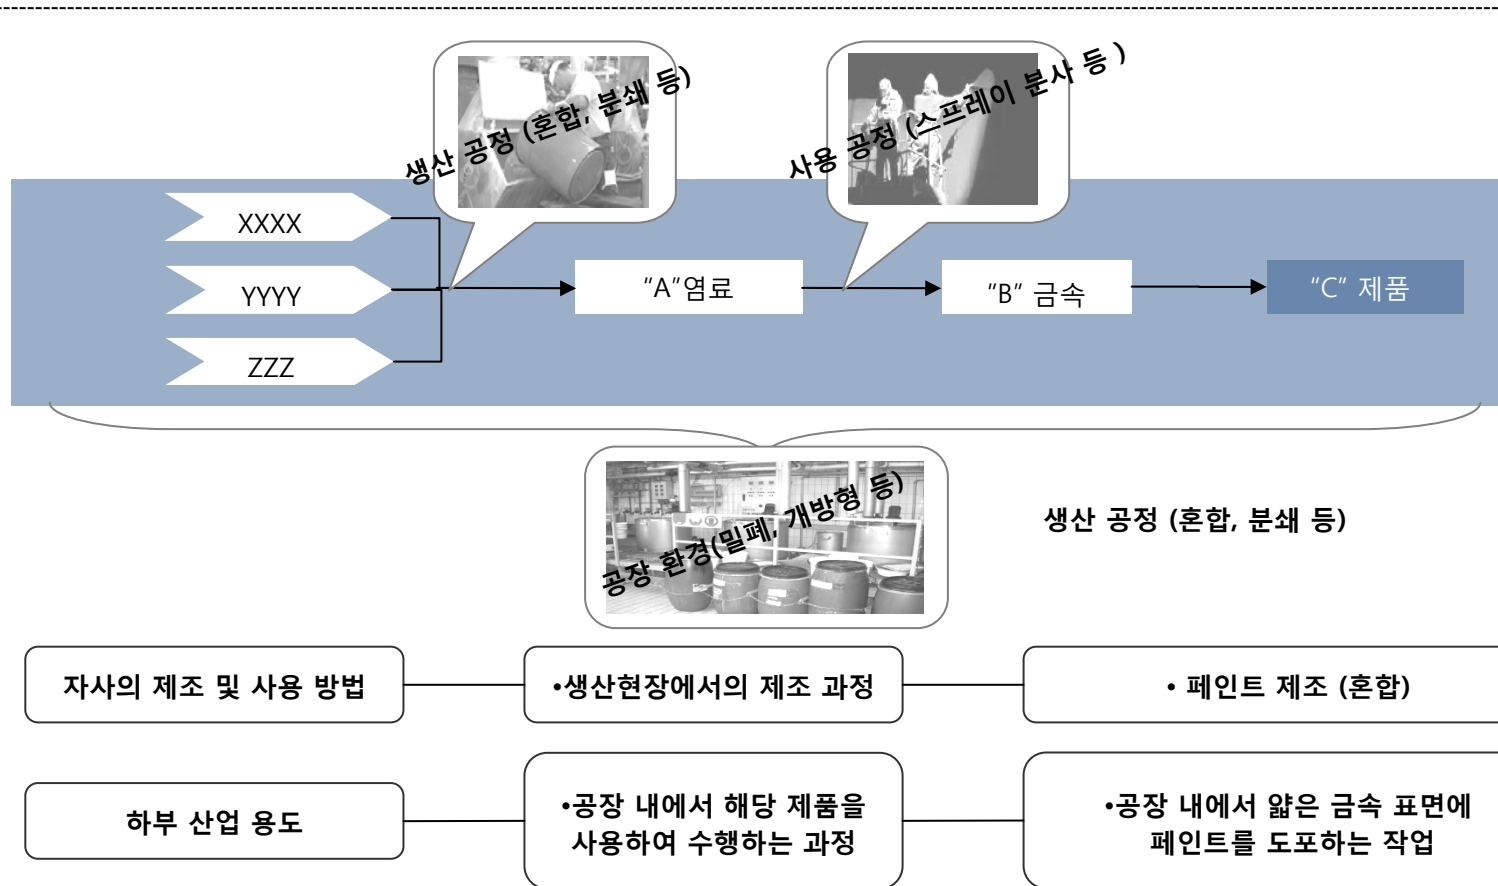 생산 공정 (혼합, 분쇄 등)
사용 공정 (스프레이 분사 등 )
XXXX
YYYY
ZZZ
"A"염료
"B" 금속
"C" 제품
공장 환경(밀폐, 개방형 등)
생산 공정 (혼합, 분쇄 등)
자사의 제조 및 사용 방법
•생산현장에서의 제조 과정
• 페인트 제조 (혼합)
하부 산업 용도
•공장 내에서 해당 제품을
사용하여 수행하는 과정
•공장 내에서 얇은 금속 표면에
페인트를 도포하는 작업